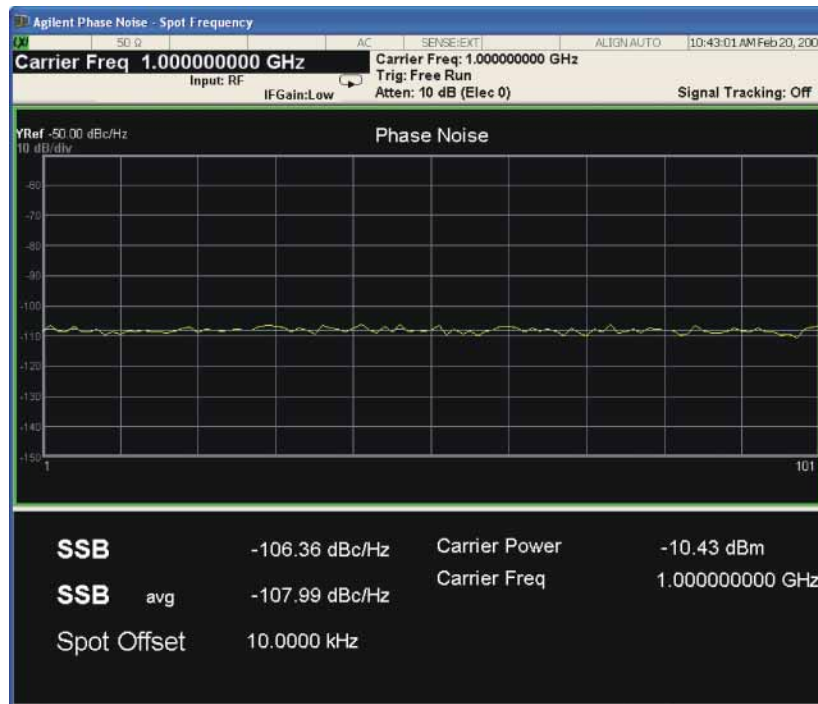 Agilent Phase Noise - Spot Frequency
LXI 50 Ω AC SENSE:EXT ALIGN AUTO 10:43:01 AM Feb 20, 200
Carrier Freq 1.000000000 GHz
Input: RF
IFGain:Low
Carrier Freq: 1.000000000 GHz
Trig: Free Run
Atten: 10 dB (Elec 0)
Signal Tracking: Off
YRef -50.00 dBc/Hz
10 dB/div
Phase Noise
-60
-70
-80
-90
-100
-110
-120
-130
-140
-150
1
101
SSB -106.36 dBc/Hz
SSB avg -107.99 dBc/Hz
Spot Offset 10.0000 kHz
Carrier Power -10.43 dBm
Carrier Freq 1.000000000 GHz